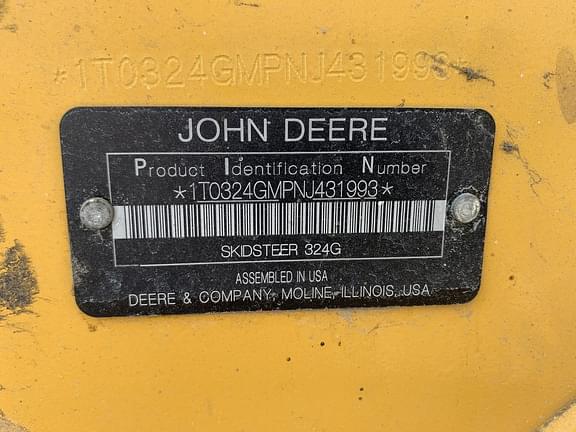 *1T0324GMPNJ431993*
JOHN DEERE
Product Identification Number
*1T0324GMPNJ431993*
SKIDSTEER 324G
ASSEMBLED IN USA
DEERE & COMPANY, MOLINE, ILLINOIS, USA